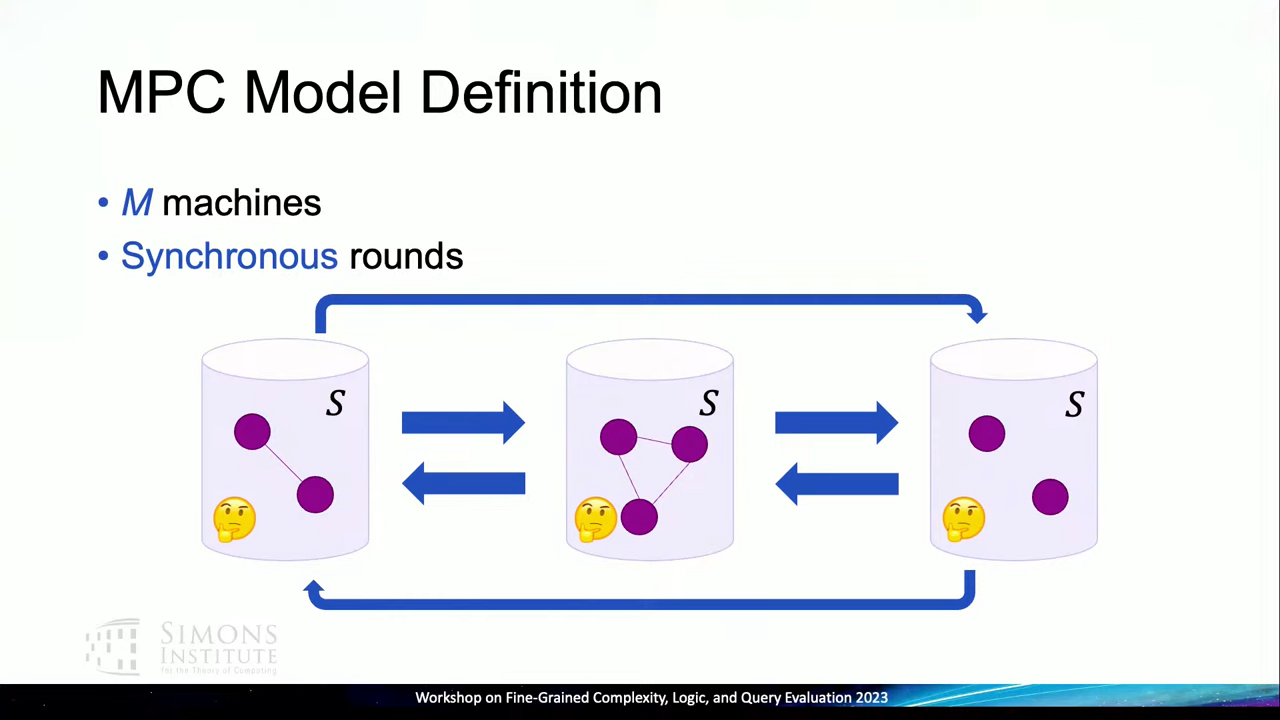 MPC Model Definition
• M machines
• Synchronous rounds
S
S
S
SIMONS
INSTITUTE
for the Theory of Computing
Workshop on Fine-Grained Complexity, Logic, and Query Evaluation 2023